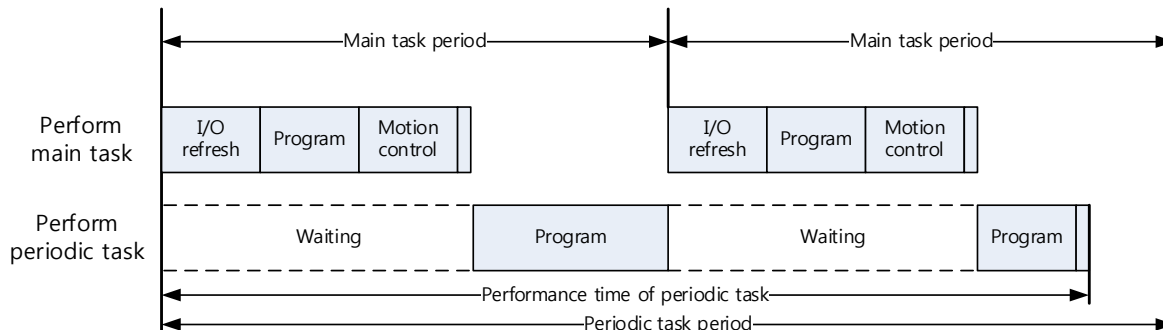 Main task period
Main task period
Perform
main task
I/O
refresh
Program
Motion
control
I/O
refresh
Program
Motion
control
Perform
periodic task
Waiting
Program
Waiting
Program
Performance time of periodic task
Periodic task period